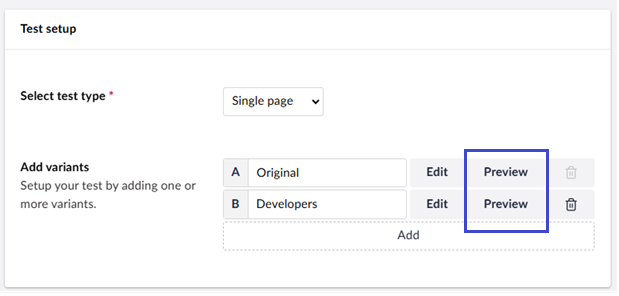 Test setup
Select test type *
Single page
Add variants
Setup your test by adding one or
more variants.
A Original Edit Preview
B Developers Edit Preview
Add